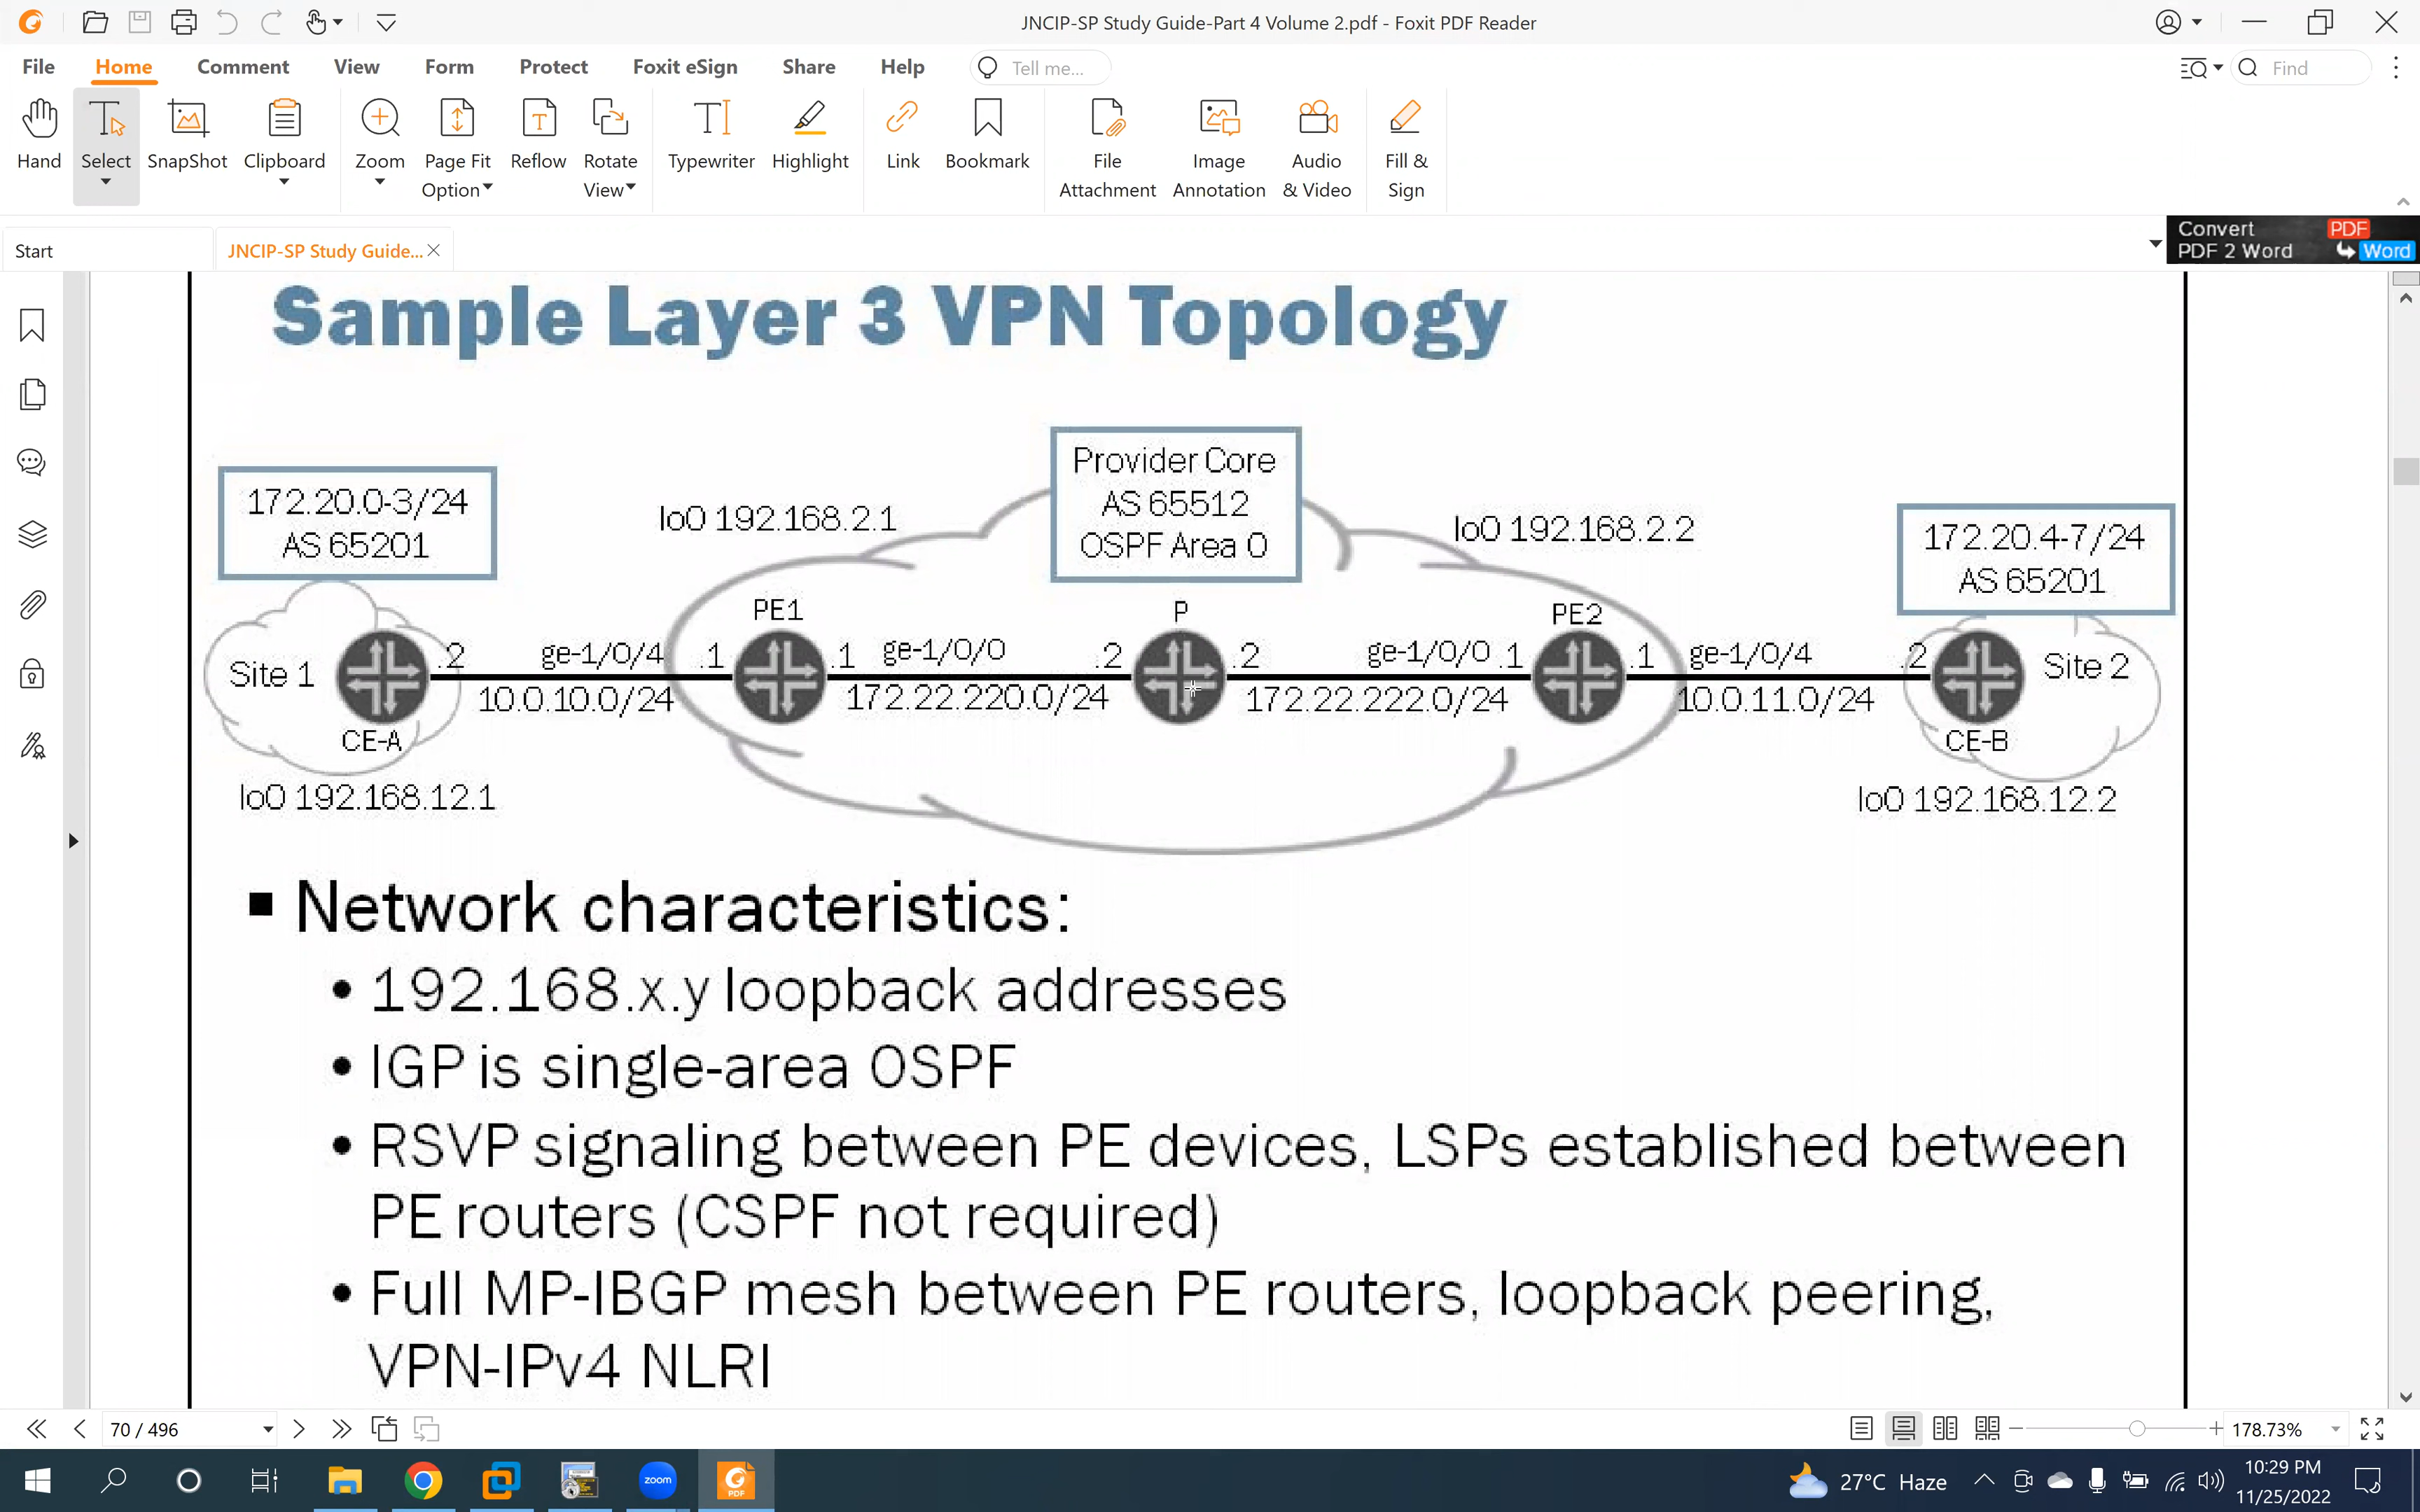 JNCIP-SP Study Guide-Part 4 Volume 2.pdf - Foxit PDF Reader
File Home Comment View Form Protect Foxit eSign Share Help Tell me... Find
Hand Select SnapShot Clipboard Zoom Page Fit Option Reflow Rotate View Typewriter Highlight Link Bookmark File Attachment Image Annotation Audio & Video Fill & Sign
Start JNCIP-SP Study Guide...
Convert PDF
PDF 2 Word Word
Sample Layer 3 VPN Topology
Provider Core
AS 65512
OSPF Area 0
172.20.0-3/24
AS 65201
lo0 192.168.2.1
lo0 192.168.2.2
172.20.4-7/24
AS 65201
PE1 P PE2
Site 1 .2 ge-1/0/4 .1 .1 ge-1/0/0 .2 .2 ge-1/0/0 .1 .1 ge-1/0/4 .2 Site 2
10.0.10.0/24 172.22.220.0/24 172.22.222.0/24 10.0.11.0/24
CE-A CE-B
lo0 192.168.12.1 lo0 192.168.12.2
■ Network characteristics:
• 192.168.x.y loopback addresses
• IGP is single-area OSPF
• RSVP signaling between PE devices, LSPs established between
PE routers (CSPF not required)
• Full MP-IBGP mesh between PE routers, loopback peering,
VPN-IPv4 NLRI
70 / 496 178.73%
zoom PDF 27°C Haze 10:29 PM
11/25/2022